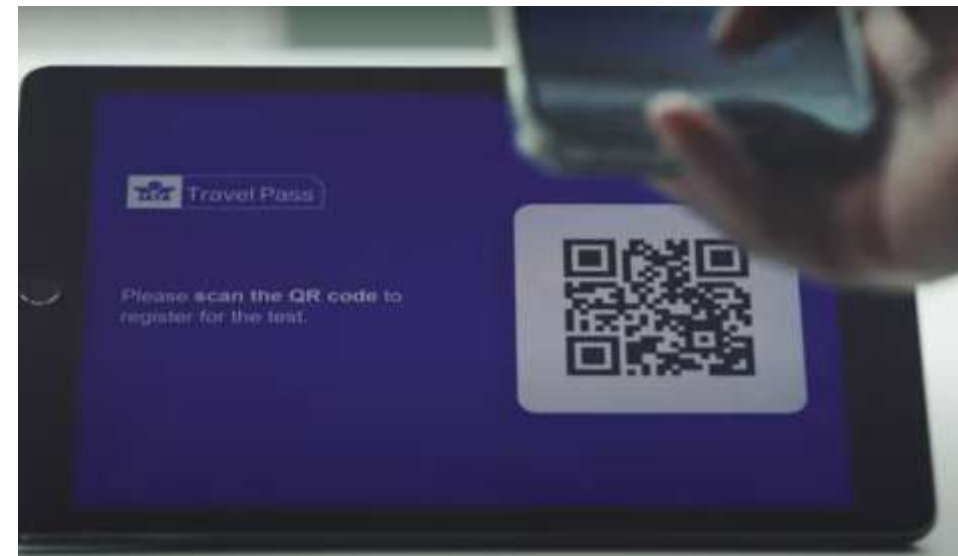 Travel Pass
Please scan the QR code to
register for the test.